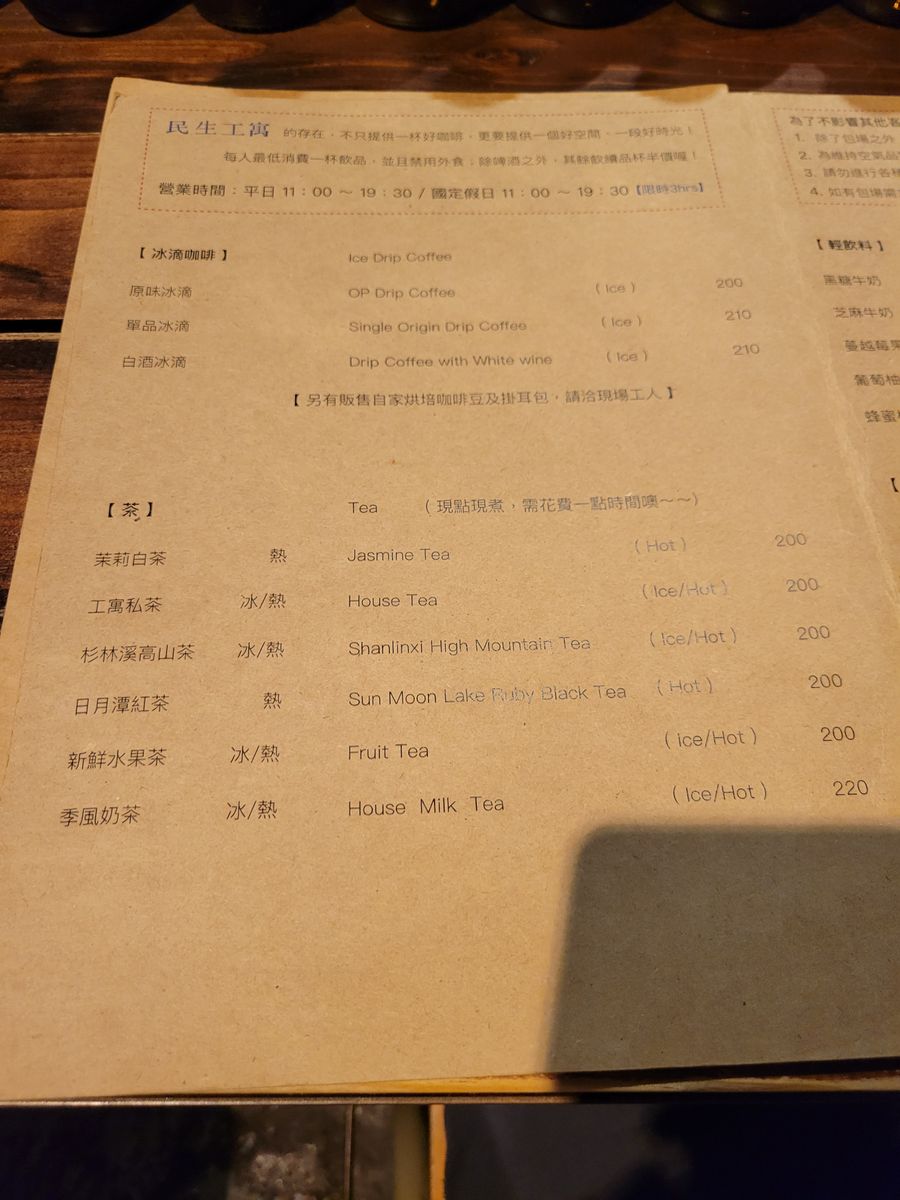 民生工寓 的存在，不只提供一杯好咖啡，更要提供一個好空間、一段好時光！
每人最低消費一杯飲品，並且禁用外食；除啤酒之外，其餘飲續品杯半價喔！
營業時間：平日 11：00 ～ 19：30 / 國定假日 11：00 ～ 19：30【限時3hrs】
【 冰滴咖啡 】 Ice Drip Coffee
原味冰滴 OP Drip Coffee ( Ice ) 200
單品冰滴 Single Origin Drip Coffee ( Ice ) 210
白酒冰滴 Drip Coffee with White wine ( Ice ) 210
【 另有販售自家烘培咖啡豆及掛耳包，請洽現場工人 】
【 茶 】 Tea （ 現點現煮，需花費一點時間噢～～）
茉莉白茶 熱 Jasmine Tea ( Hot ) 200
工寓私茶 冰/熱 House Tea ( Ice/Hot ) 200
杉林溪高山茶 冰/熱 Shanlinxi High Mountain Tea ( Ice/Hot ) 200
日月潭紅茶 熱 Sun Moon Lake Ruby Black Tea ( Hot ) 200
新鮮水果茶 冰/熱 Fruit Tea ( ice/Hot ) 200
季風奶茶 冰/熱 House Milk Tea ( Ice/Hot ) 220
為了不影響其他客
1. 除了包場之外
2. 為維持空氣品
3. 請勿進行各種
4. 如有包場需
【 輕飲料 】
黑糖牛奶
芝麻牛奶
蔓越莓果
葡萄柚
蜂蜜
【